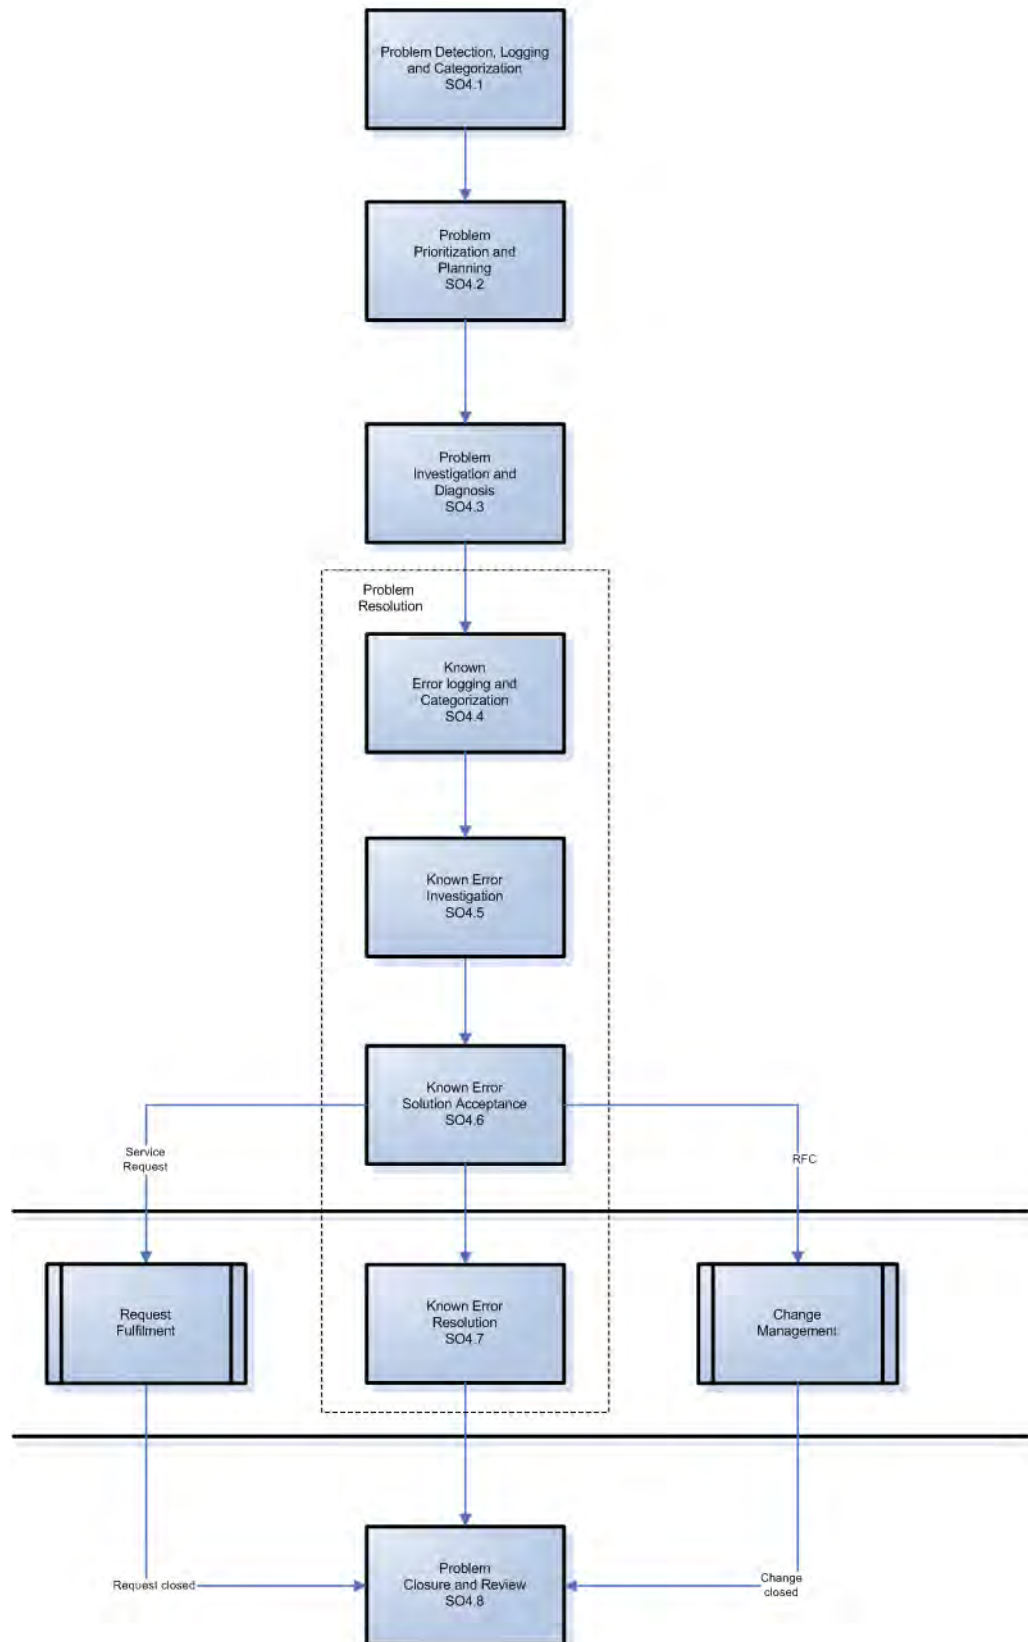 Problem Detection, Logging
and Categorization
SO4.1
Problem
Prioritization and
Planning
SO4.2
Problem
Investigation and
Diagnosis
SO4.3
Problem
Resolution
Known
Error logging and
Categorization
SO4.4
Known Error
Investigation
SO4.5
Known Error
Solution Acceptance
SO4.6
Service
Request
RFC
Request
Fulfilment
Known Error
Resolution
SO4.7
Change
Management
Request closed
Problem
Closure and Review
SO4.8
Change
closed